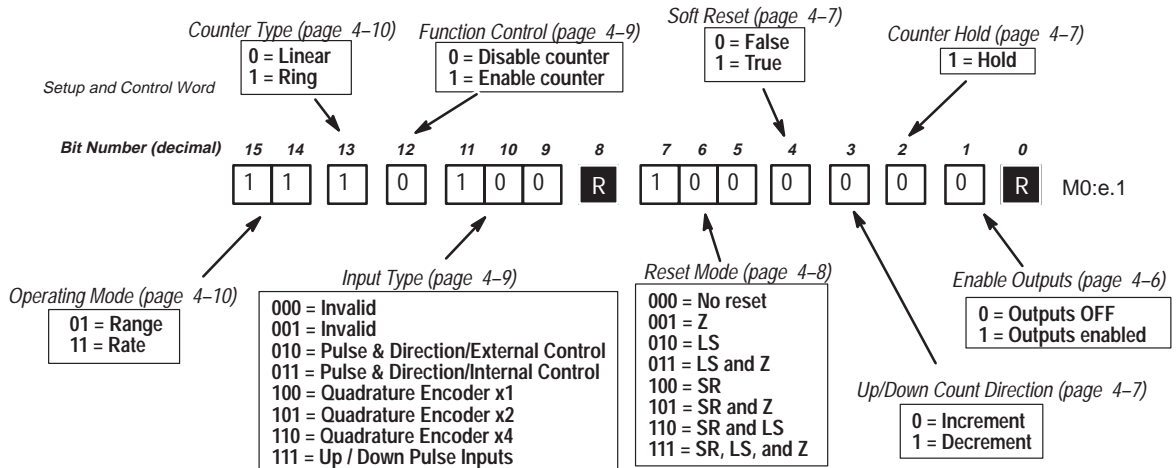 Counter Type (page 4–10)
0 = Linear
1 = Ring
Function Control (page 4–9)
0 = Disable counter
1 = Enable counter
Soft Reset (page 4–7)
0 = False
1 = True
Counter Hold (page 4–7)
1 = Hold
Setup and Control Word
Bit Number (decimal) 15 14 13 12 11 10 9 8 7 6 5 4 3 2 1 0
1 1 1 0 1 0 0 R 1 0 0 0 0 0 0 R M0:e.1
Operating Mode (page 4–10)
01 = Range
11 = Rate
Input Type (page 4–9)
000 = Invalid
001 = Invalid
010 = Pulse & Direction/External Control
011 = Pulse & Direction/Internal Control
100 = Quadrature Encoder x1
101 = Quadrature Encoder x2
110 = Quadrature Encoder x4
111 = Up / Down Pulse Inputs
Reset Mode (page 4–8)
000 = No reset
001 = Z
010 = LS
011 = LS and Z
100 = SR
101 = SR and Z
110 = SR and LS
111 = SR, LS, and Z
Enable Outputs (page 4–6)
0 = Outputs OFF
1 = Outputs enabled
Up/Down Count Direction (page 4–7)
0 = Increment
1 = Decrement